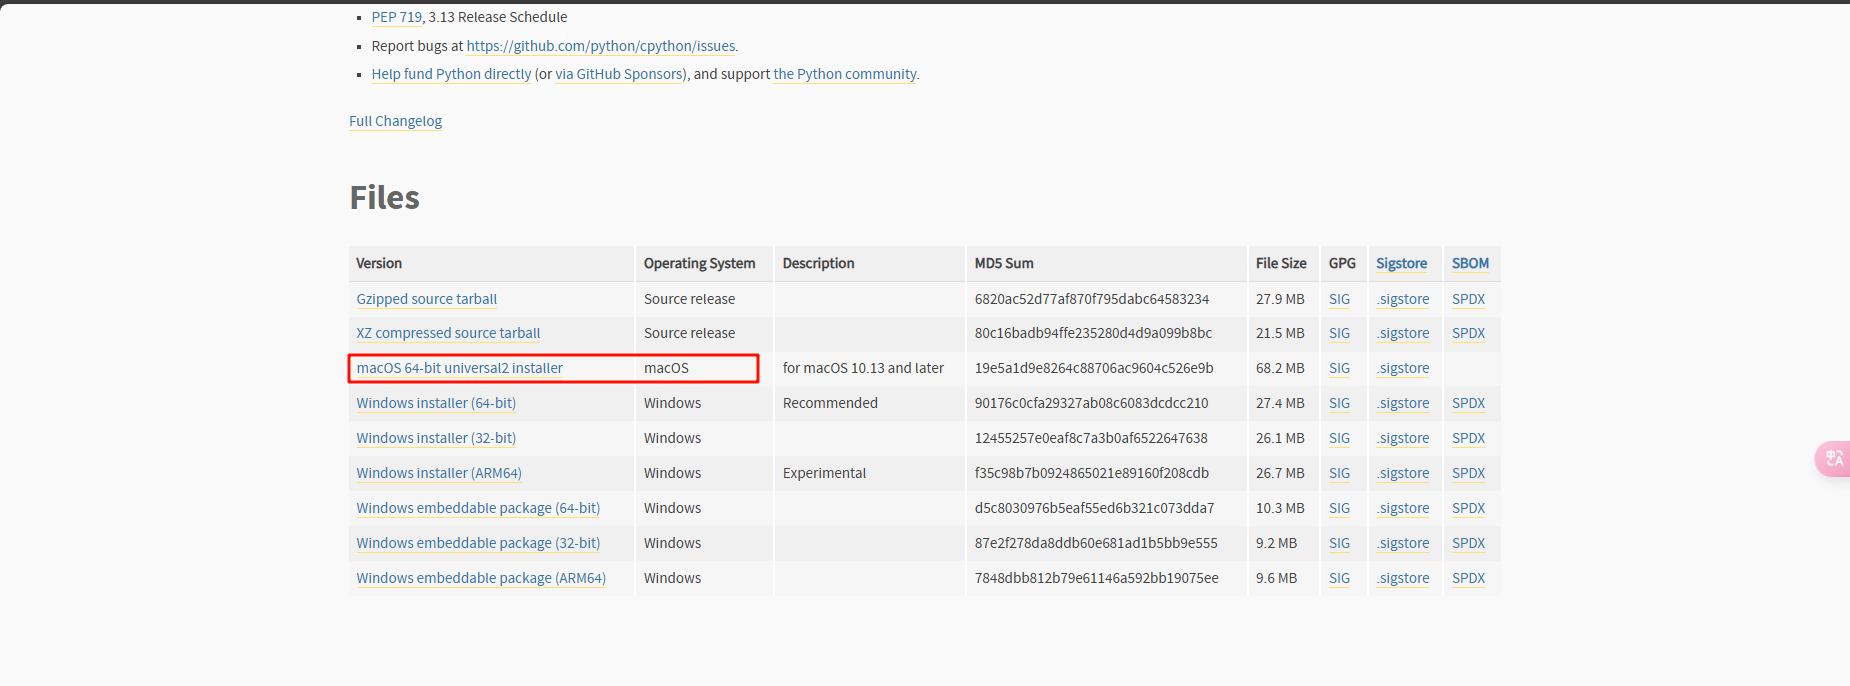 PEP 719, 3.13 Release Schedule
Report bugs at https://github.com/python/cpython/issues.
Help fund Python directly (or via GitHub Sponsors), and support the Python community.
Full Changelog
Files
Version Operating System Description MD5 Sum File Size GPG Sigstore SBOM
Gzipped source tarball Source release 6820ac52d77af870f795dabc64583234 27.9 MB SIG .sigstore SPDX
XZ compressed source tarball Source release 80c16badb94ffe235280d4d9a099b8bc 21.5 MB SIG .sigstore SPDX
macOS 64-bit universal2 installer macOS for macOS 10.13 and later 19e5a1d9e8264c88706ac9604c526e9b 68.2 MB SIG .sigstore
Windows installer (64-bit) Windows Recommended 90176c0cfa29327ab08c6083dcdcc210 27.4 MB SIG .sigstore SPDX
Windows installer (32-bit) Windows 12455257e0eaf8c7a3b0af6522647638 26.1 MB SIG .sigstore SPDX
Windows installer (ARM64) Windows Experimental f35c98b7b0924865021e89160f208cdb 26.7 MB SIG .sigstore SPDX
Windows embeddable package (64-bit) Windows d5c8030976b5eaf55ed6b321c073dda7 10.3 MB SIG .sigstore SPDX
Windows embeddable package (32-bit) Windows 87e2f278da8ddb60e681ad1b5bb9e555 9.2 MB SIG .sigstore SPDX
Windows embeddable package (ARM64) Windows 7848dbb812b79e61146a592bb19075ee 9.6 MB SIG .sigstore SPDX